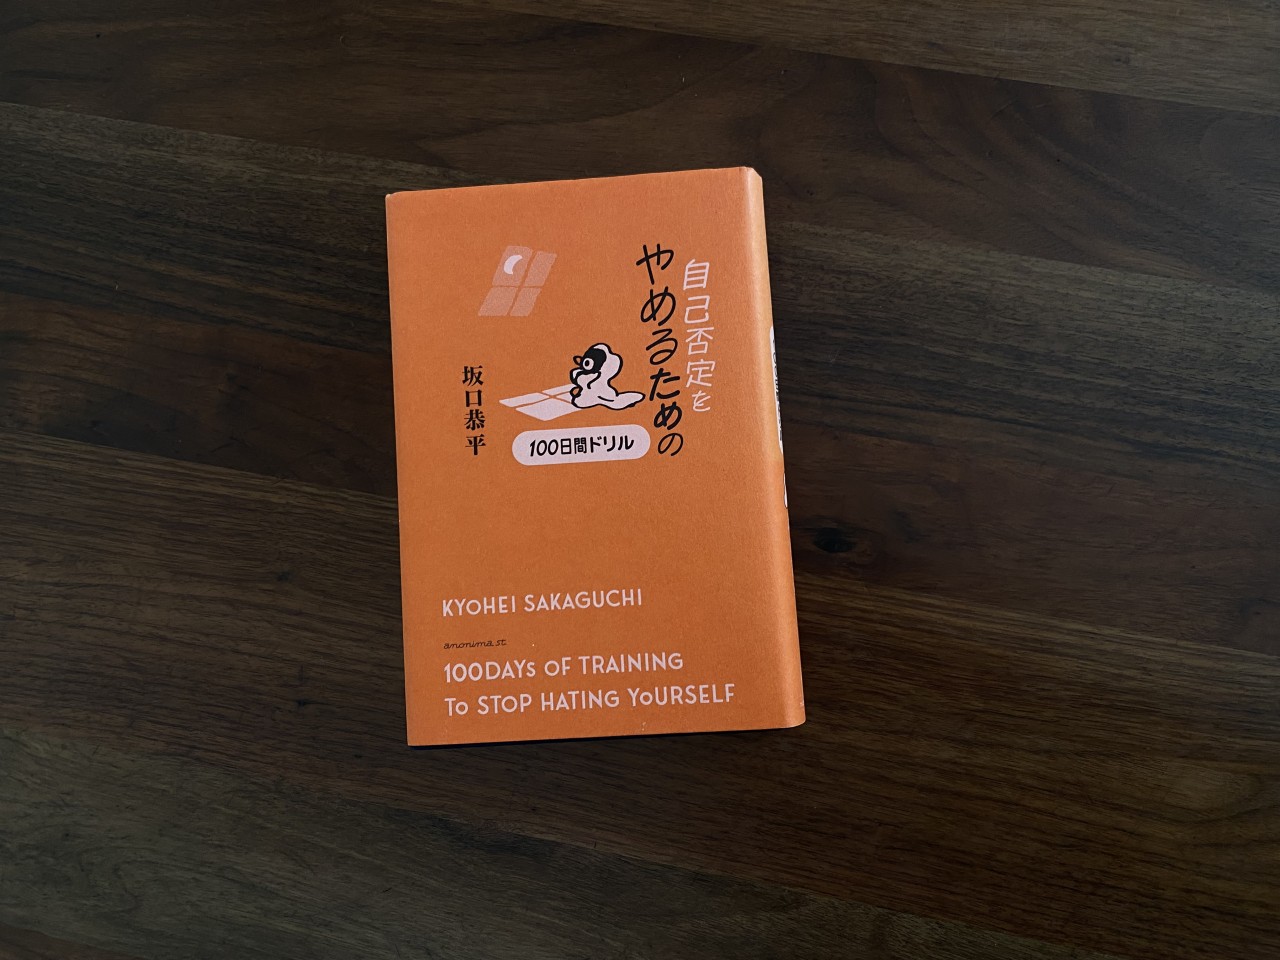 自己否定を
やめるための
100日間ドリル
坂口恭平
KYOHEI SAKAGUCHI
anonima st.
100DAYs OF TRAINING
To STOP HATING YoURSELF